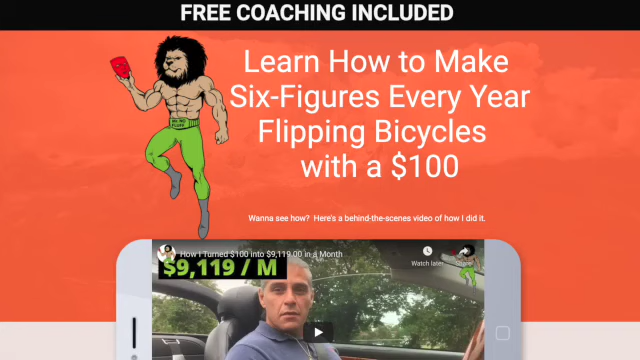 FREE COACHING INCLUDED
Learn How to Make
Six-Figures Every Year
Flipping Bicycles
with a $100
Wanna see how? Here's a behind-the-scenes video of how I did it.
How I Turned $100 into $9,119.00 in a Month
Watch later
$9,119 / M